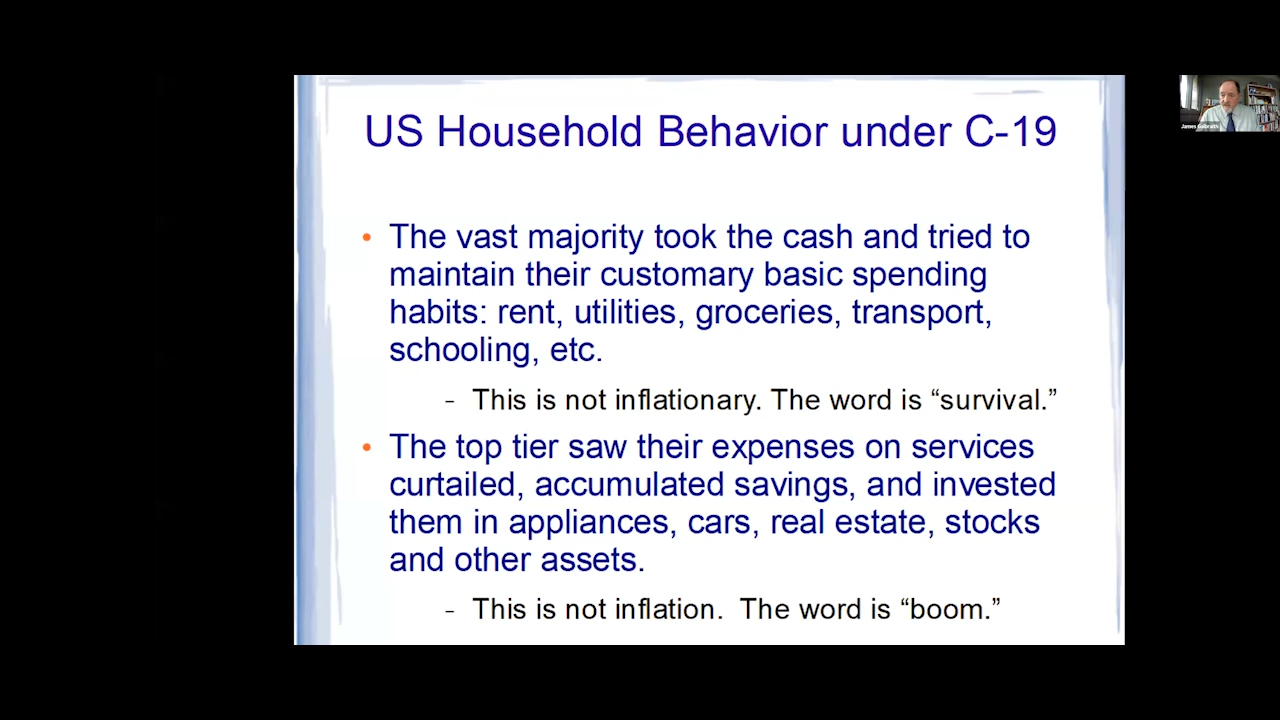 US Household Behavior under C-19
• The vast majority took the cash and tried to
maintain their customary basic spending
habits: rent, utilities, groceries, transport,
schooling, etc.
– This is not inflationary. The word is “survival.”
• The top tier saw their expenses on services
curtailed, accumulated savings, and invested
them in appliances, cars, real estate, stocks
and other assets.
– This is not inflation.  The word is “boom.”
James Galbraith